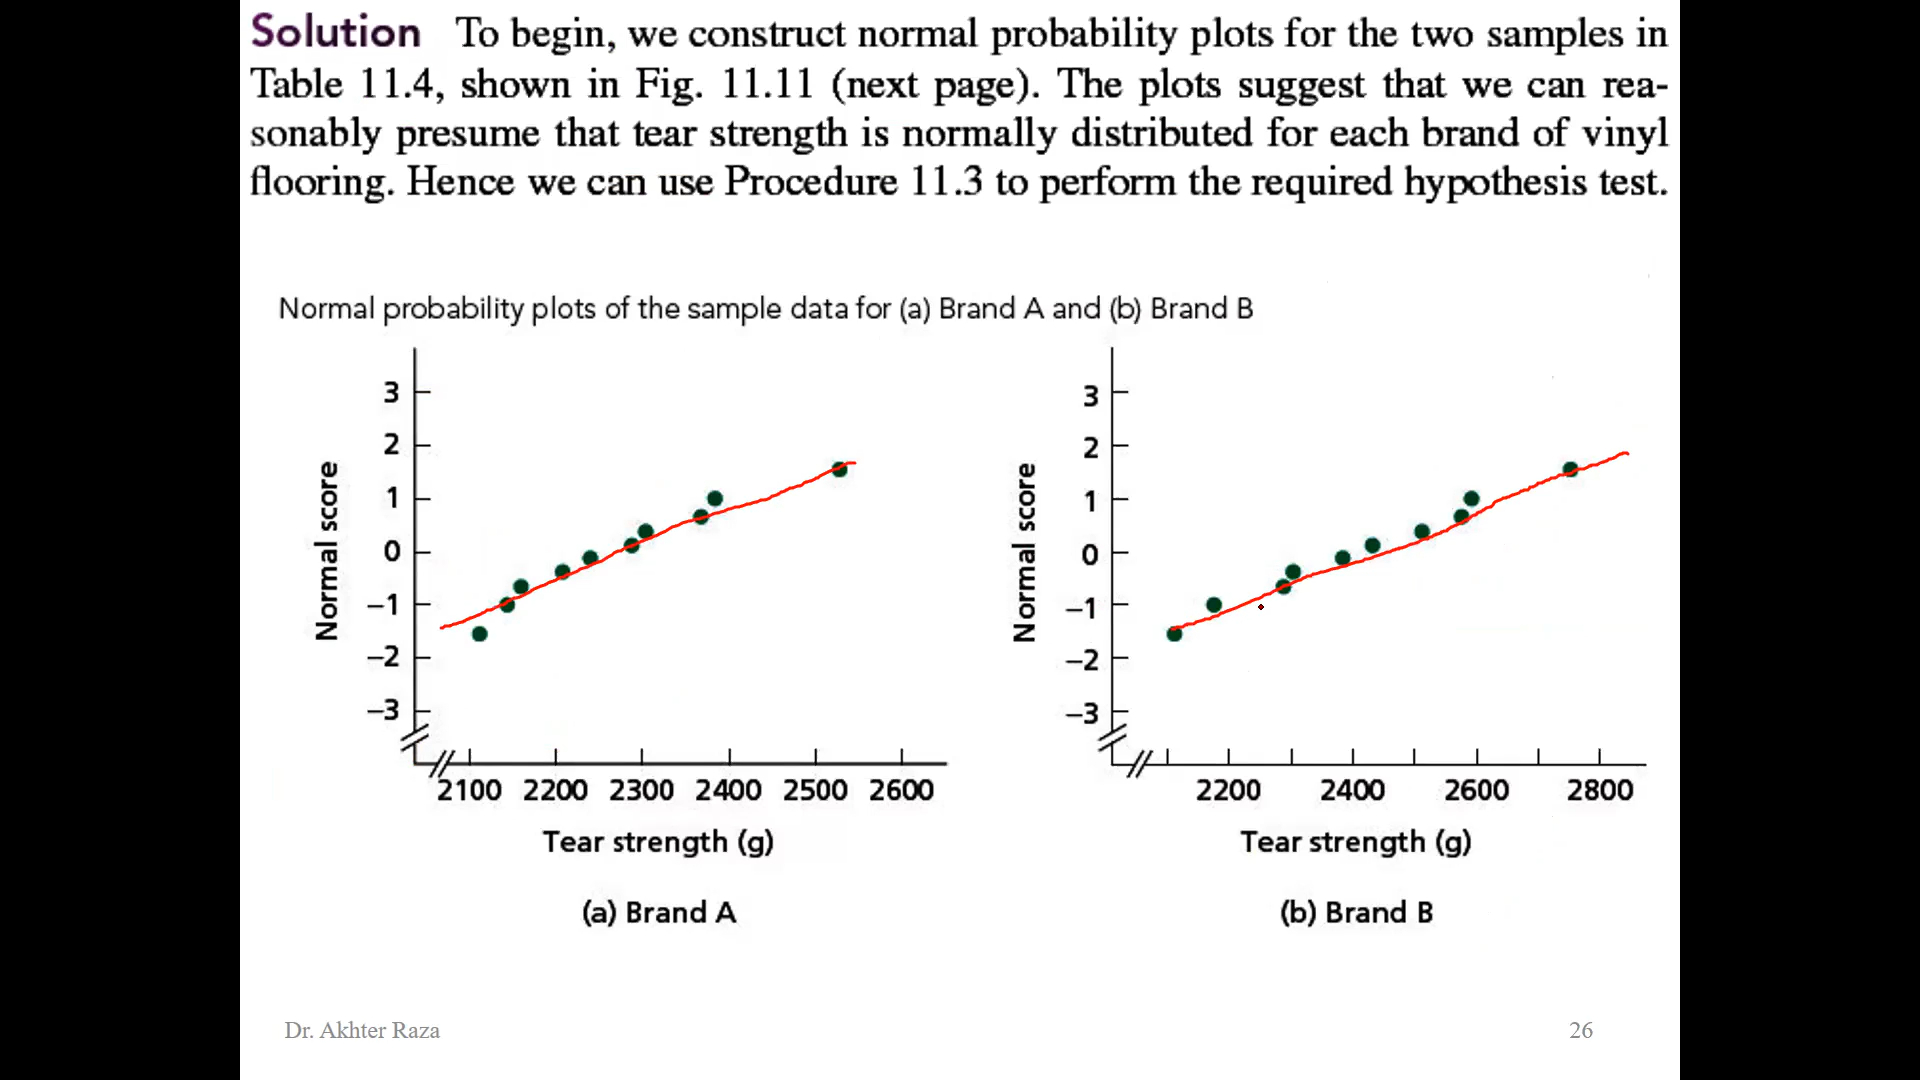 Solution To begin, we construct normal probability plots for the two samples in
Table 11.4, shown in Fig. 11.11 (next page). The plots suggest that we can rea-
sonably presume that tear strength is normally distributed for each brand of vinyl
flooring. Hence we can use Procedure 11.3 to perform the required hypothesis test.
Normal probability plots of the sample data for (a) Brand A and (b) Brand B
Normal score
3
2
1
0
−1
−2
−3
2100 2200 2300 2400 2500 2600
Tear strength (g)
(a) Brand A
Normal score
3
2
1
0
−1
−2
−3
2200 2400 2600 2800
Tear strength (g)
(b) Brand B
Dr. Akhter Raza
26